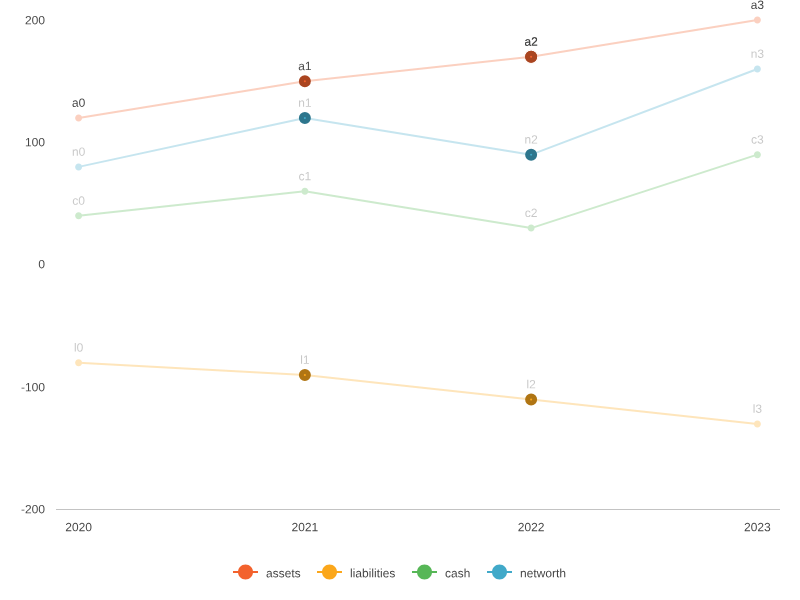 200
a3
a2
n3
a1
a0
n1
100
n2
c3
n0
c1
c0
c2
0
l0
l1
l2
-100
l3
-200
2020 2021 2022 2023
assets liabilities cash networth